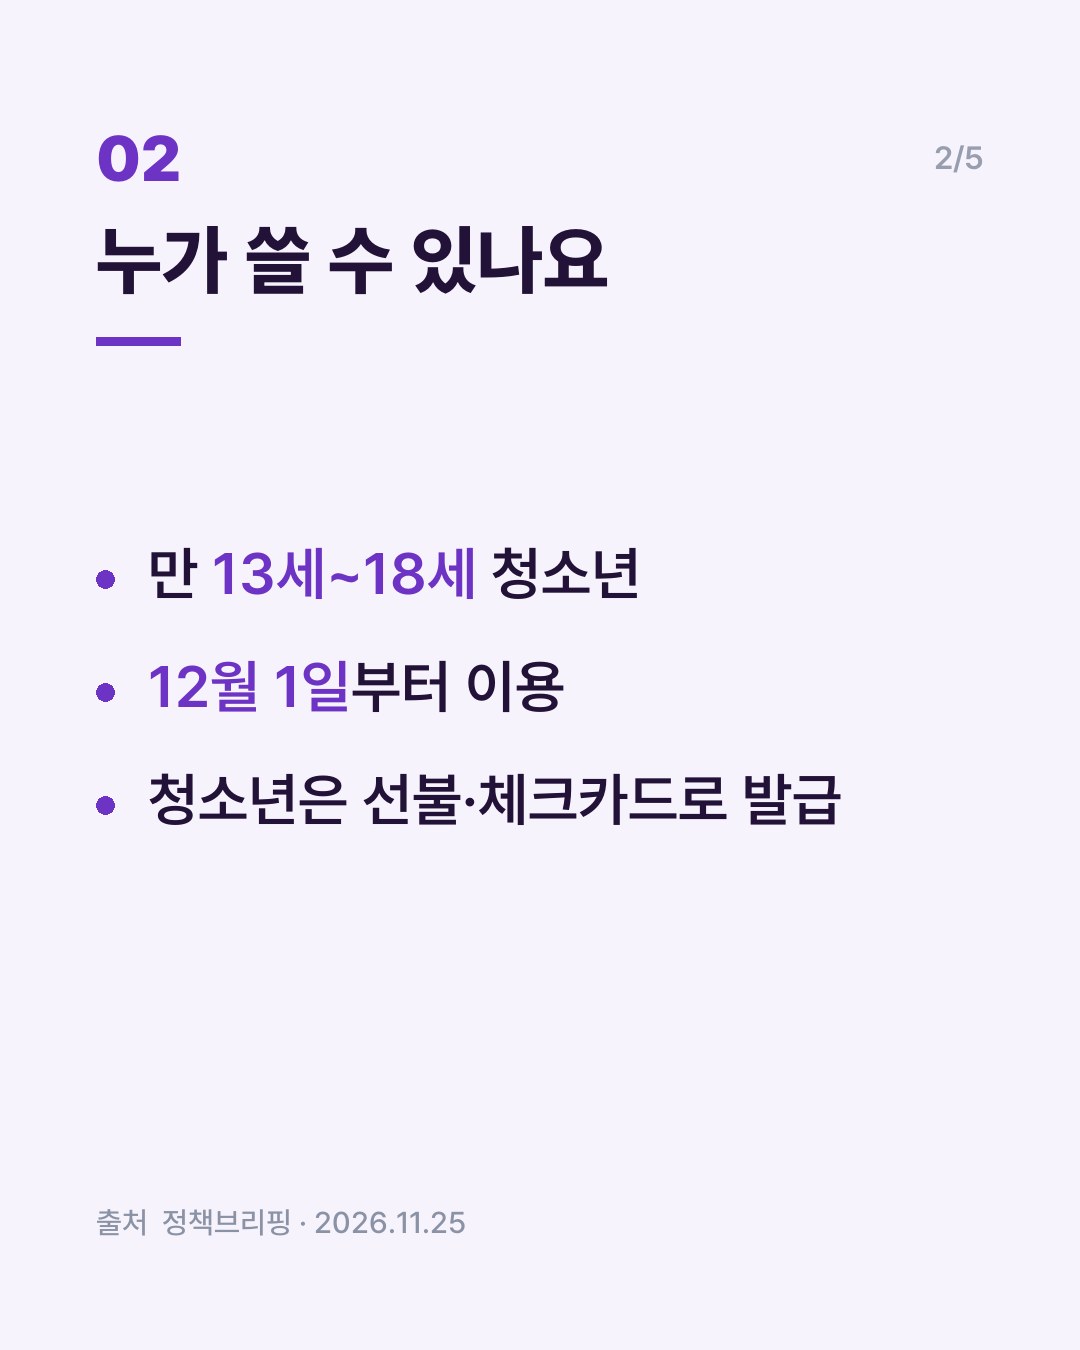 02
2/5
누가 쓸 수 있나요
만 13세~18세 청소년
12월 1일부터 이용
청소년은 선불·체크카드로 발급
출처 정책브리핑 · 2026.11.25